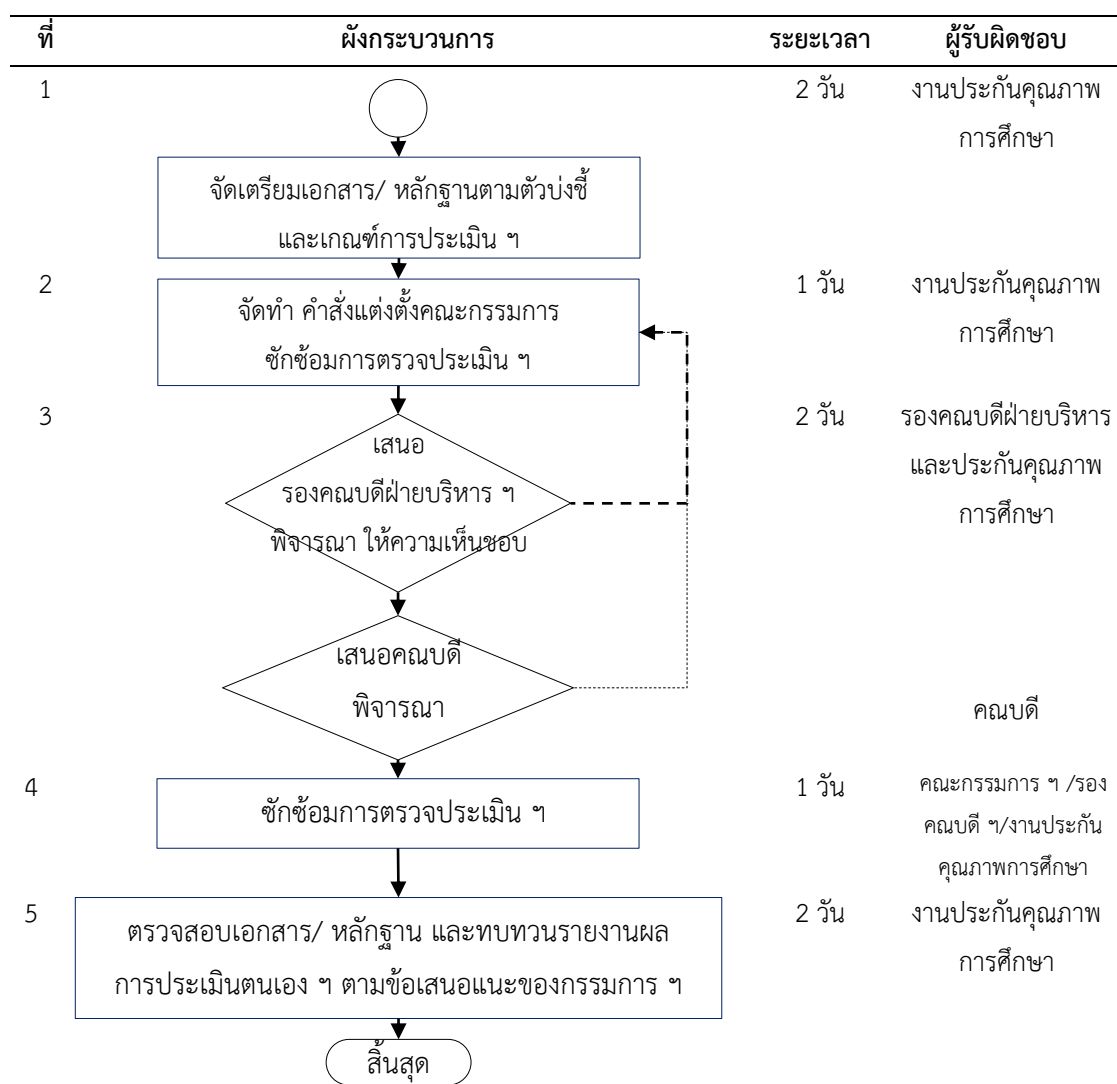 ที่ ผังกระบวนการ ระยะเวลา ผู้รับผิดชอบ
1 2 วัน งานประกันคุณภาพ
การศึกษา
จัดเตรียมเอกสาร/ หลักฐานตามตัวบ่งชี้
และเกณฑ์การประเมิน ฯ
2 1 วัน งานประกันคุณภาพ
จัดทำ คำสั่งแต่งตั้งคณะกรรมการ
การศึกษา
ซักซ้อมการตรวจประเมิน ฯ
3 2 วัน รองคณบดีฝ่ายบริหาร
เสนอ
และประกันคุณภาพ
รองคณบดีฝ่ายบริหาร ฯ
การศึกษา
พิจารณา ให้ความเห็นชอบ
เสนอคณบดี
พิจารณา
คณบดี
4 ซักซ้อมการตรวจประเมิน ฯ 1 วัน คณะกรรมการ ฯ /รอง
คณบดี ฯ/งานประกัน
คุณภาพการศึกษา
5 2 วัน งานประกันคุณภาพ
ตรวจสอบเอกสาร/ หลักฐาน และทบทวนรายงานผล
การศึกษา
การประเมินตนเอง ฯ ตามข้อเสนอแนะของกรรมการ ฯ
สิ้นสุด